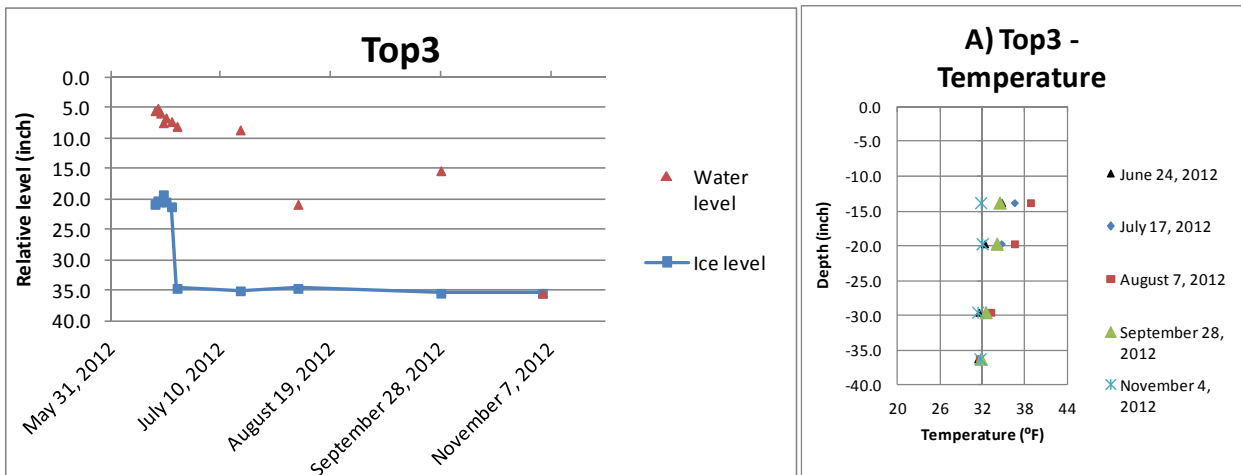 Top3
0.0
5.0
10.0
15.0
20.0
25.0
30.0
35.0
40.0
Relative level (inch)
May 31, 2012
July 10, 2012
August 19, 2012
September 28, 2012
November 7, 2012
Water
level
Ice level
A) Top3 -
Temperature
0.0
-5.0
-10.0
-15.0
-20.0
-25.0
-30.0
-35.0
-40.0
Depth (inch)
20
26
32
38
44
Temperature (ºF)
June 24, 2012
July 17, 2012
August 7, 2012
September 28,
2012
November 4,
2012